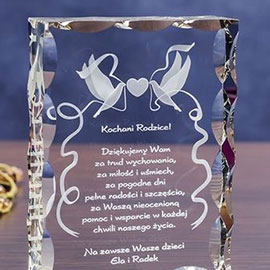 Kochani Rodzice!
Dziękujemy Wam
za trud wychowania,
za miłość i uśmiech,
za pogodne dni
pełne radości i szczęścia,
za Waszą nieocenioną
pomoc i wsparcie w każdej
chwili naszego życia.
Na zawsze Wasze dzieci
Ela i Radek